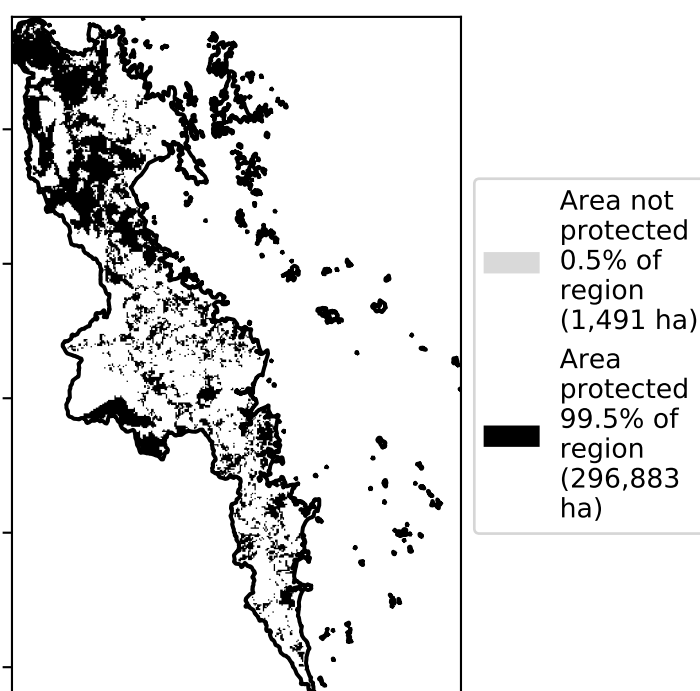 Area not
protected
0.5% of
region
(1,491 ha)
Area
protected
99.5% of
region
(296,883
ha)